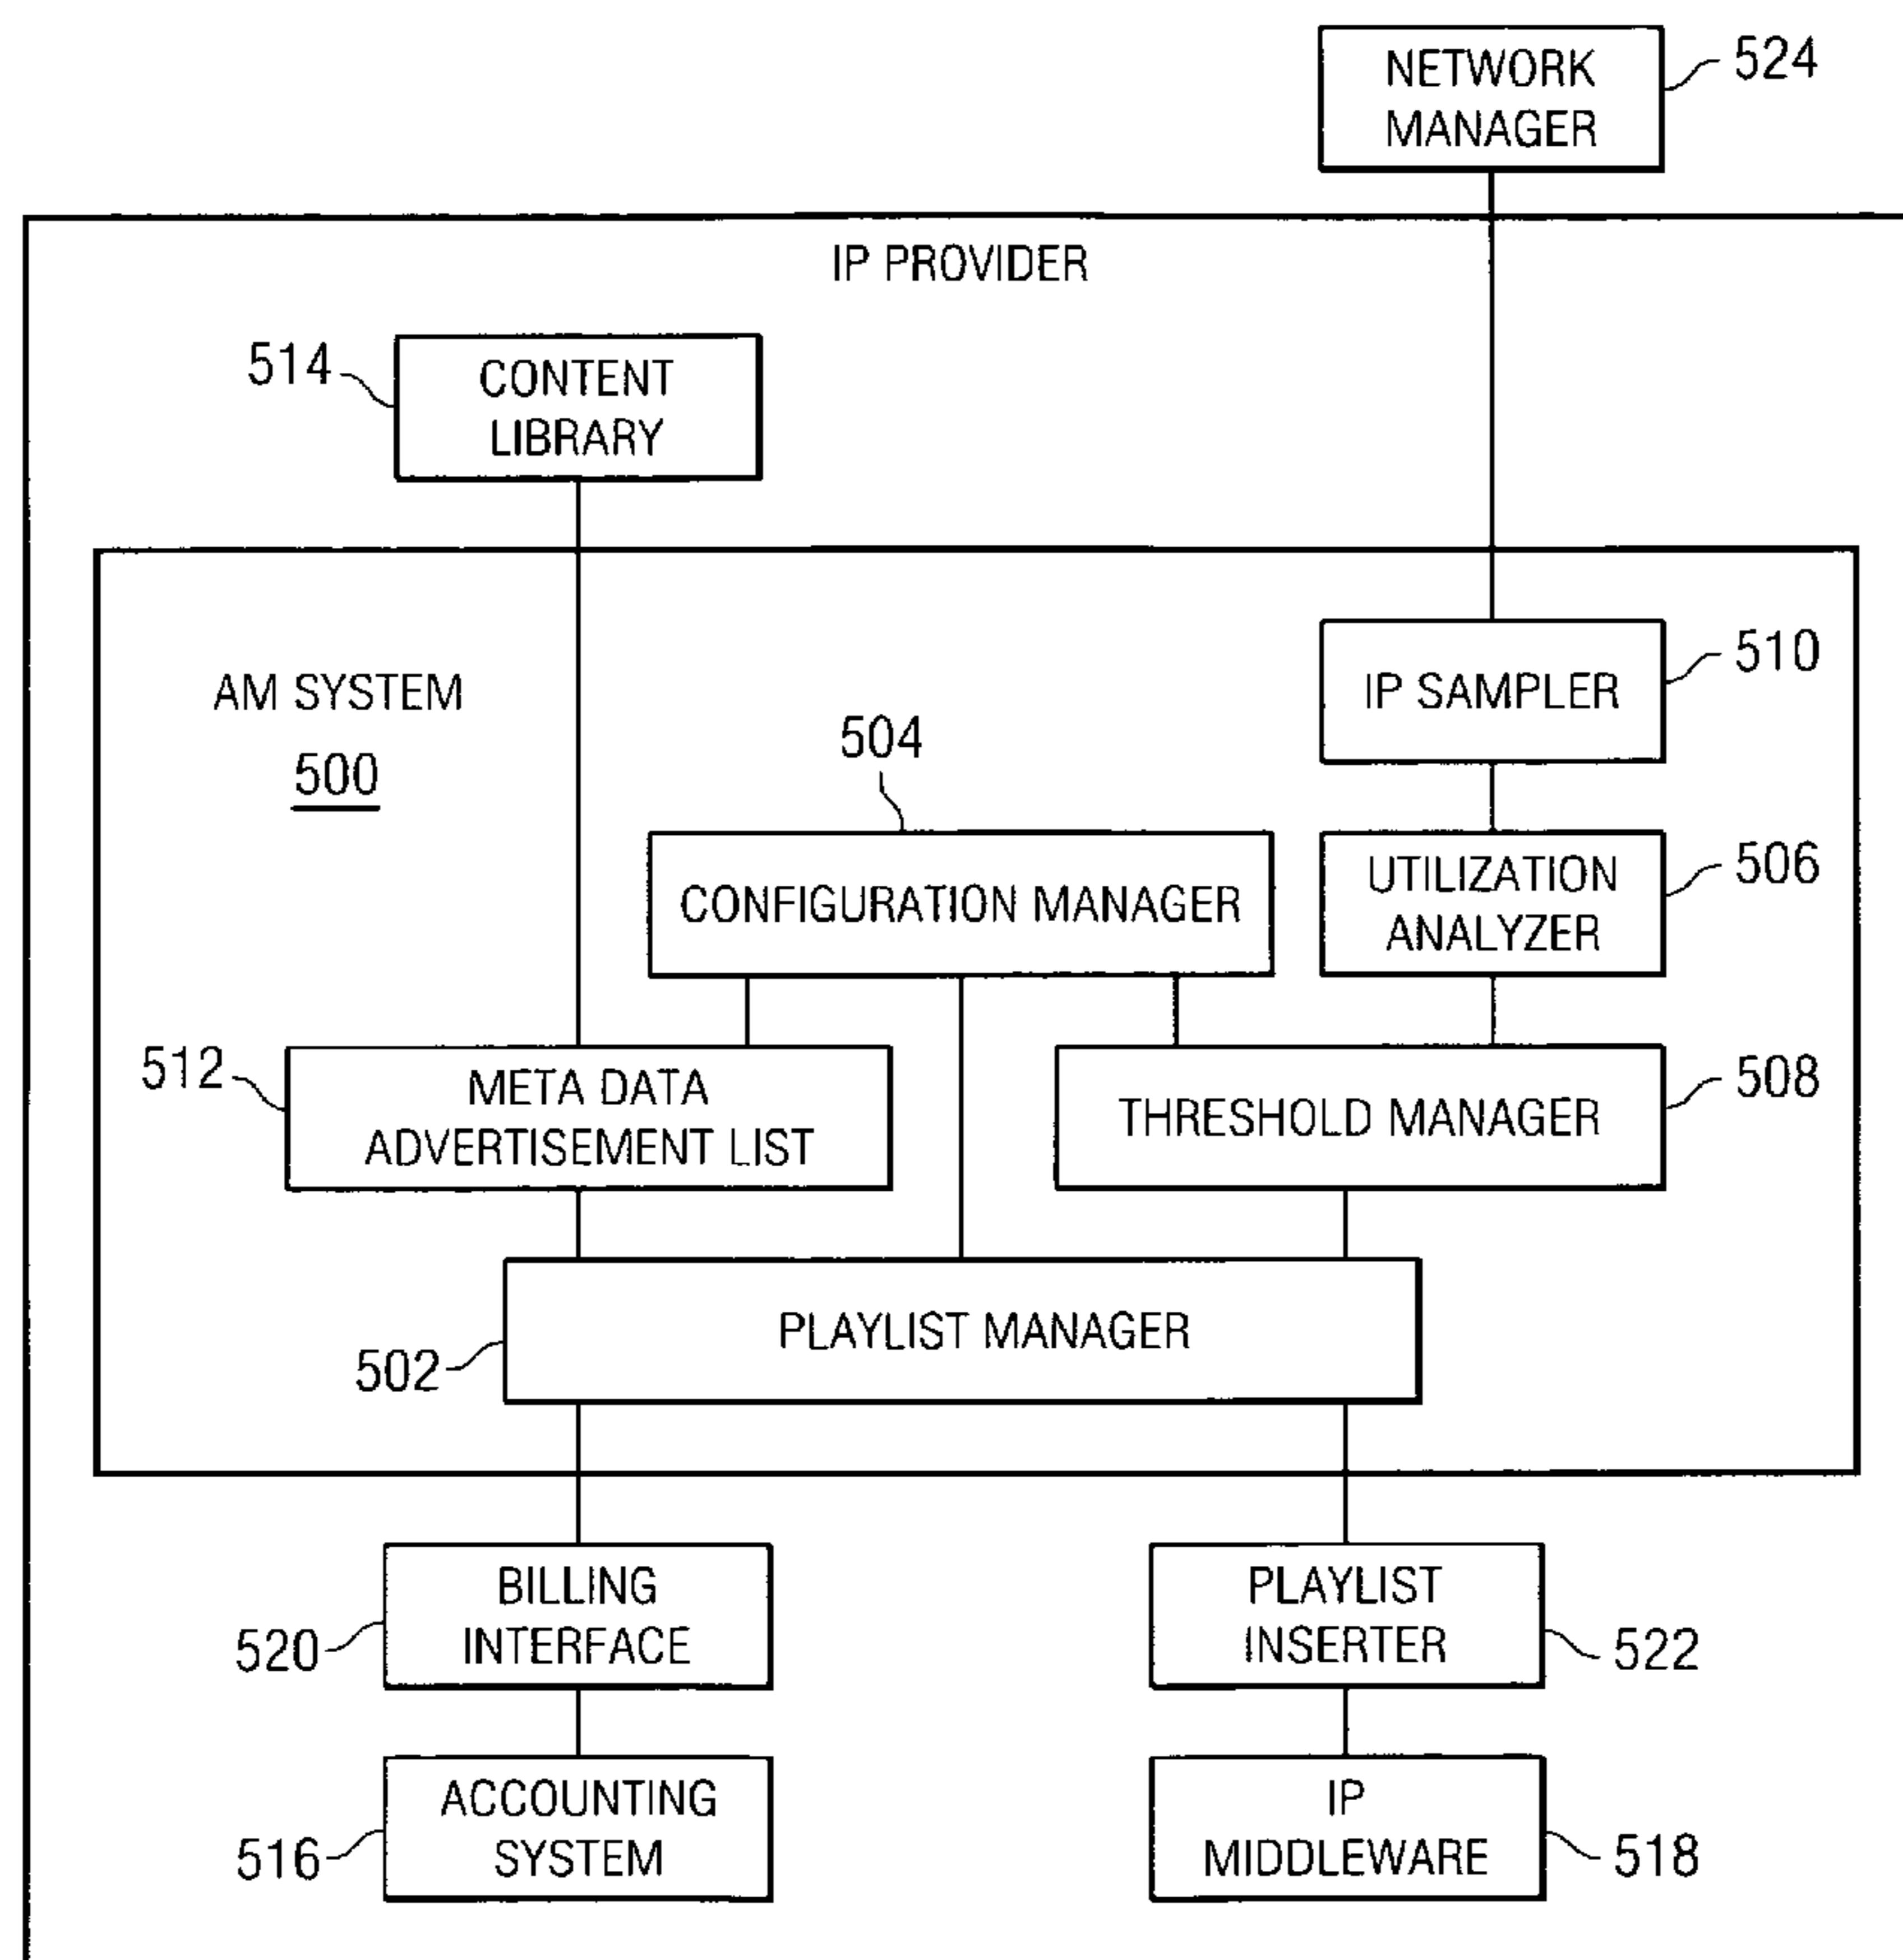 NETWORK
MANAGER
524
IP PROVIDER
514
CONTENT
LIBRARY
AM SYSTEM
500
IP SAMPLER
510
504
CONFIGURATION MANAGER
UTILIZATION
ANALYZER
506
512
META DATA
ADVERTISEMENT LIST
THRESHOLD MANAGER
508
PLAYLIST MANAGER
502
BILLING
INTERFACE
520
PLAYLIST
INSERTER
522
ACCOUNTING
SYSTEM
516
IP
MIDDLEWARE
518